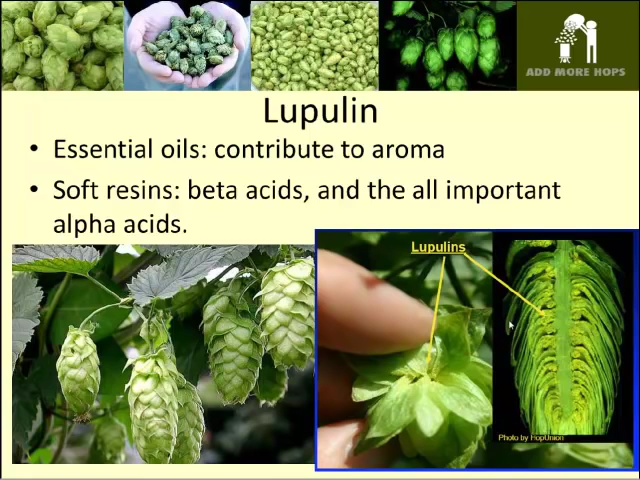 ADD MORE HOPS
Lupulin
• Essential oils: contribute to aroma
• Soft resins: beta acids, and the all important
alpha acids.
Lupulins
Photo by HopUnion